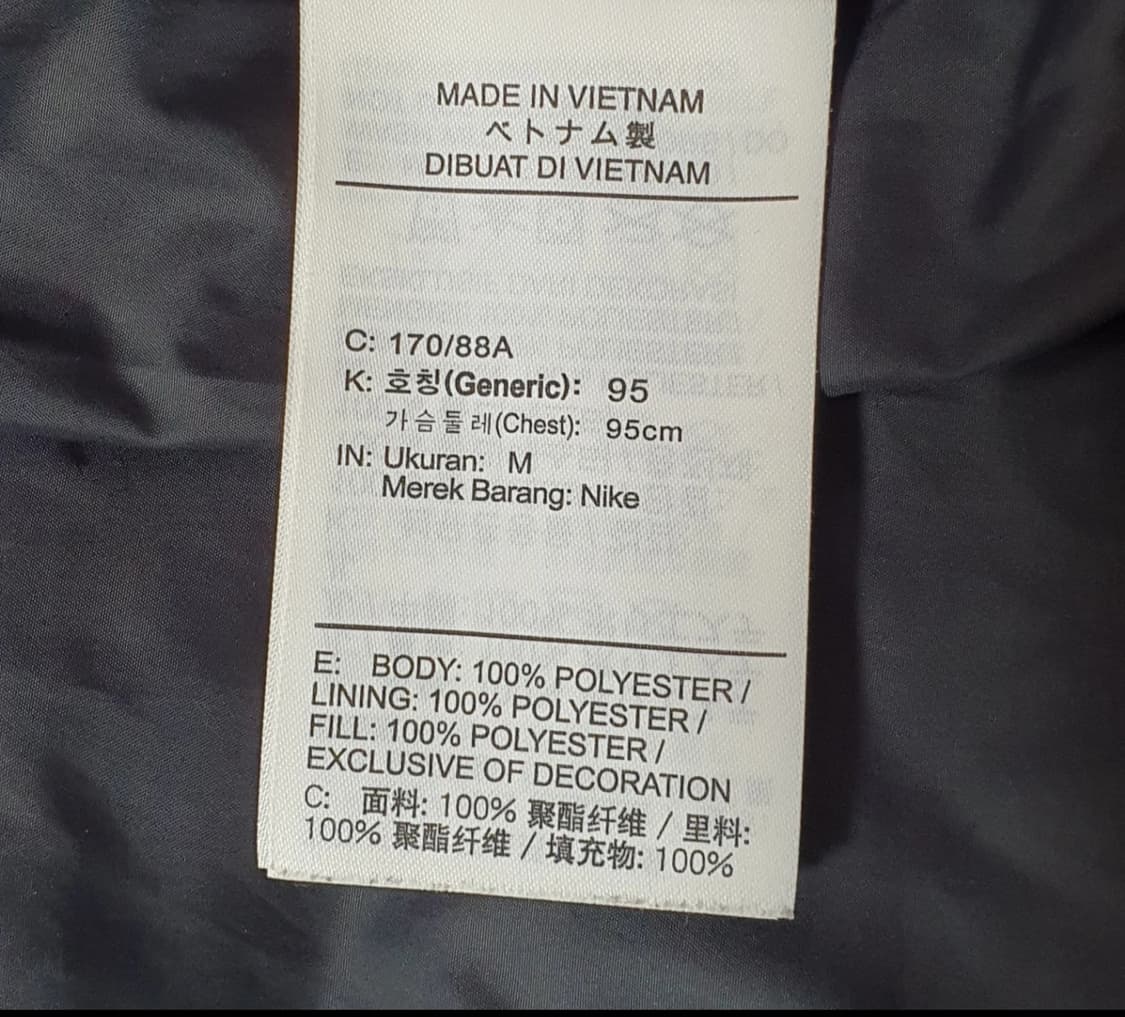 MADE IN VIETNAM
ベトナム製
DIBUAT DI VIETNAM
C: 170/88A
K: 호칭(Generic): 95
가슴둘레(Chest): 95cm
IN: Ukuran: M
Merek Barang: Nike
E: BODY: 100% POLYESTER /
LINING: 100% POLYESTER /
FILL: 100% POLYESTER /
EXCLUSIVE OF DECORATION
C: 面料: 100% 聚酯纤维 / 里料:
100% 聚酯纤维 / 填充物: 100%